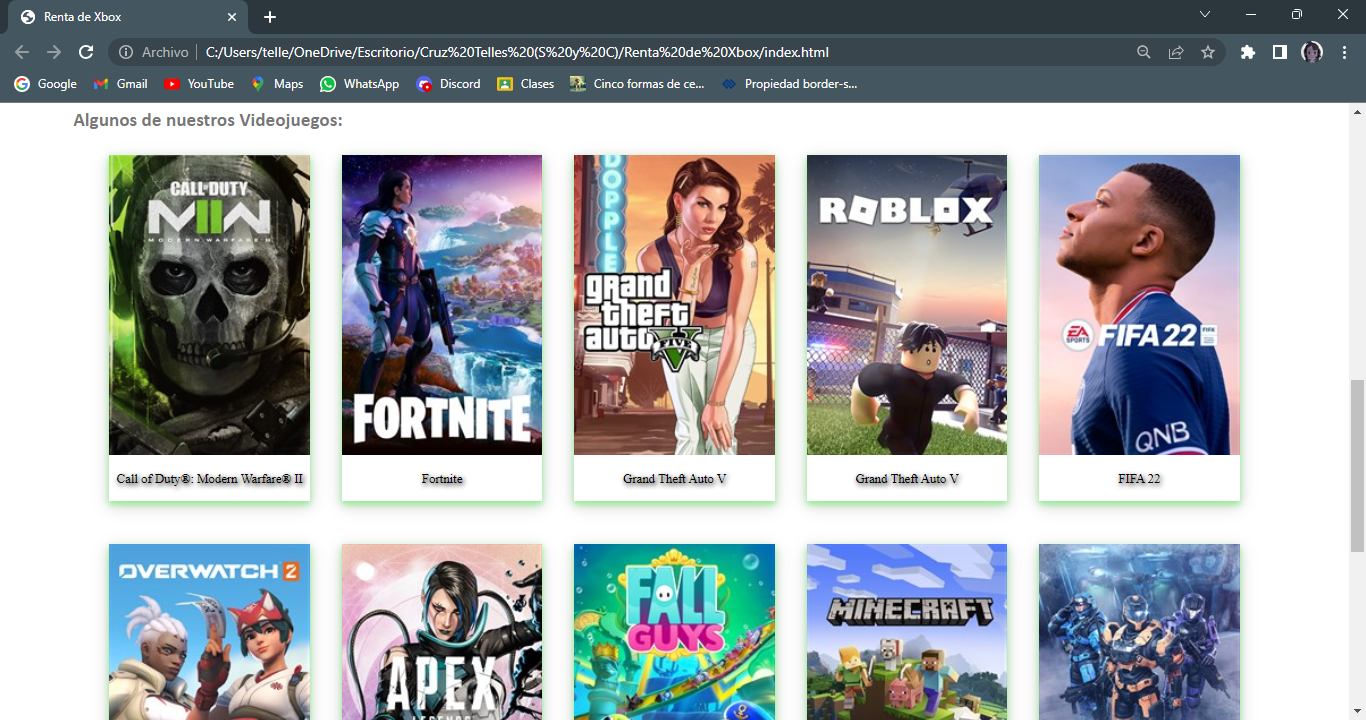 Renta de Xbox
Archivo
C:/Users/telle/OneDrive/Escritorio/Cruz%20Telles%20(S%20y%20C)/Renta%20de%20Xbox/index.html
Google
Gmail
YouTube
Maps
WhatsApp
Discord
Clases
Cinco formas de ce...
Propiedad border-s...
Algunos de nuestros Videojuegos:
CALL OF DUTY
MWII
MODERN WARFARE II
FORTNITE
DOPPLE
grand
theft
auto
FIVE
ROBLOX
EA
SPORTS
FIFA 22
FIFA
QNB
Call of Duty®: Modern Warfare® II
Fortnite
Grand Theft Auto V
Grand Theft Auto V
FIFA 22
OVERWATCH 2
APEX
LEGENDS
FALL
GUYS
MINECRAFT